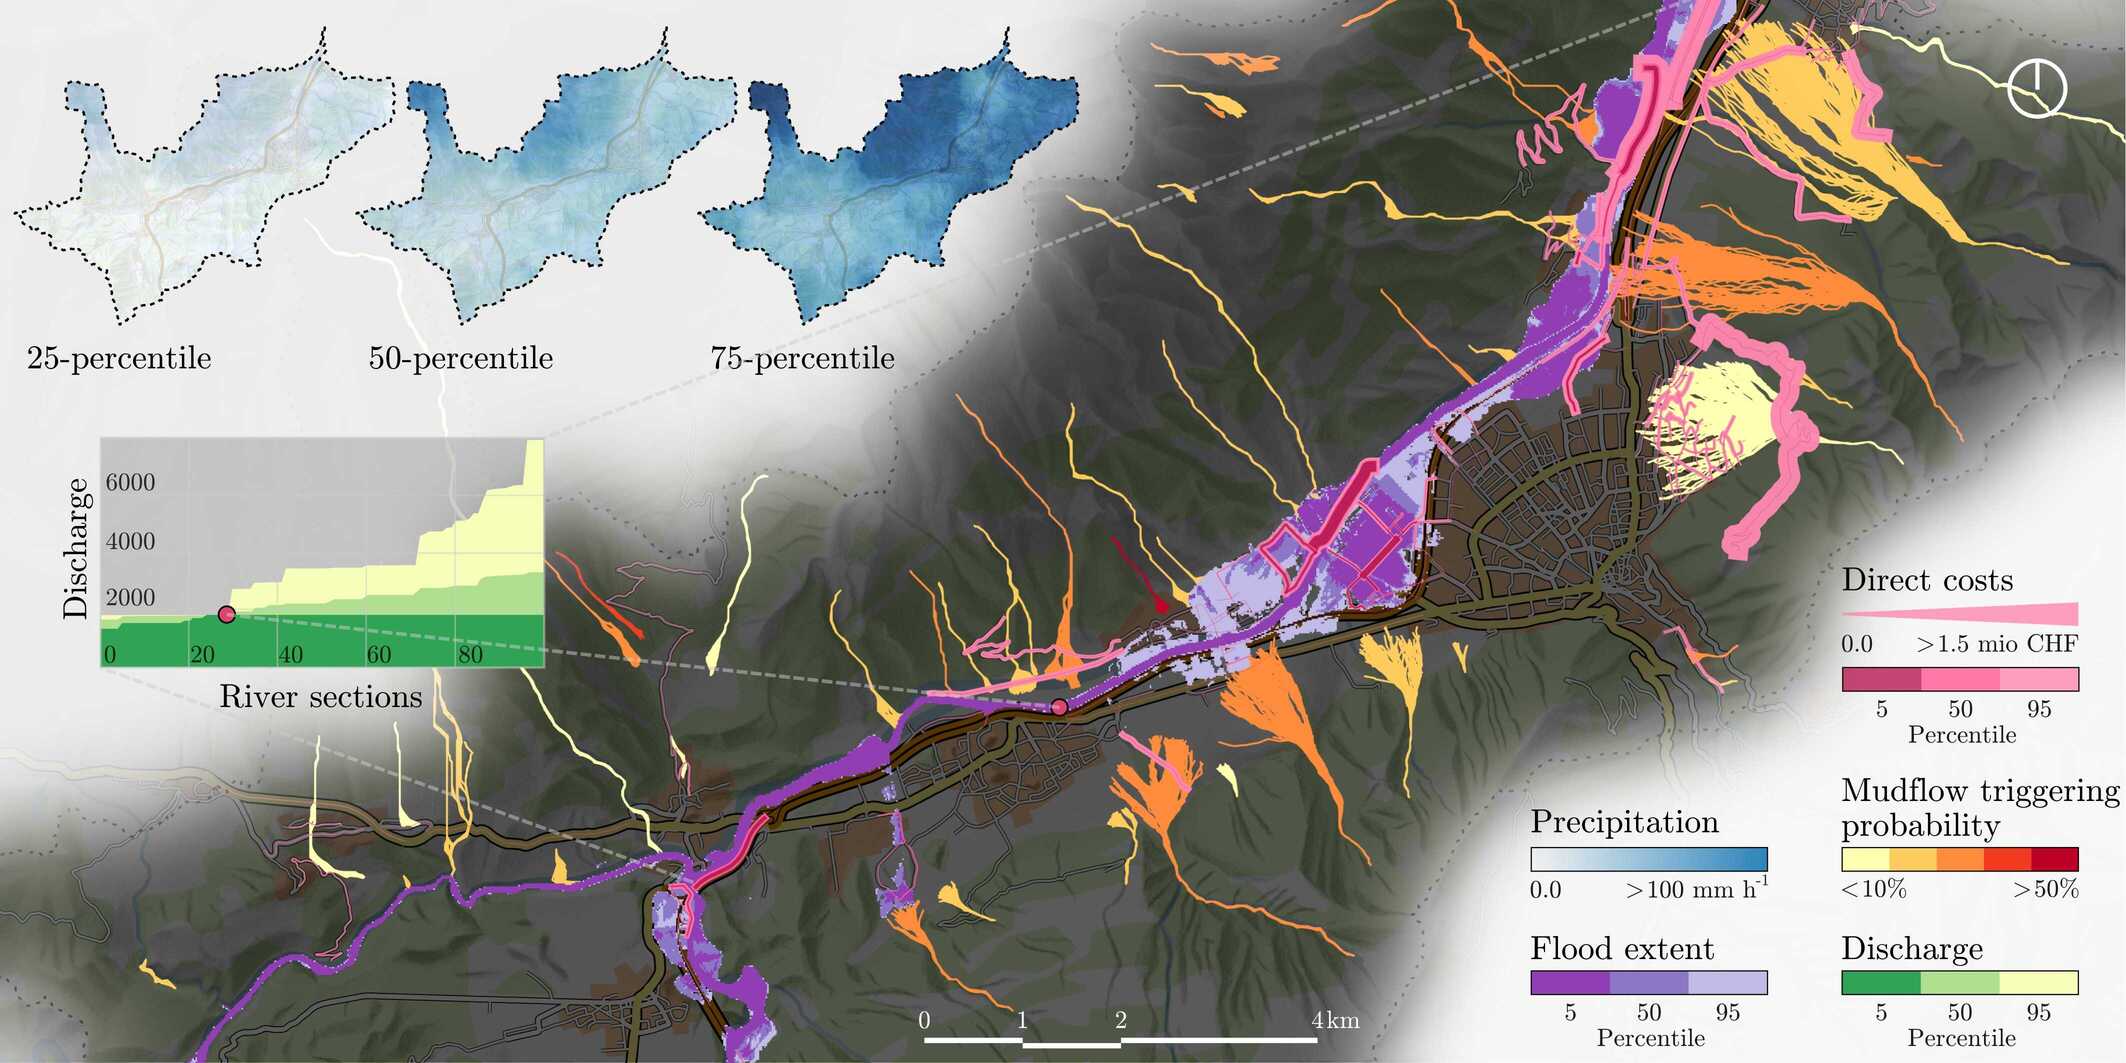 25-percentile
50-percentile
75-percentile
Discharge
6000
4000
2000
0 20 40 60 80
River sections
Direct costs
0.0 >1.5 mio CHF
5 50 95
Percentile
Precipitation
0.0 >100 mm h-1
Mudflow triggering
probability
<10% >50%
Flood extent
5 50 95
Percentile
Discharge
5 50 95
Percentile
0 1 2 4 km